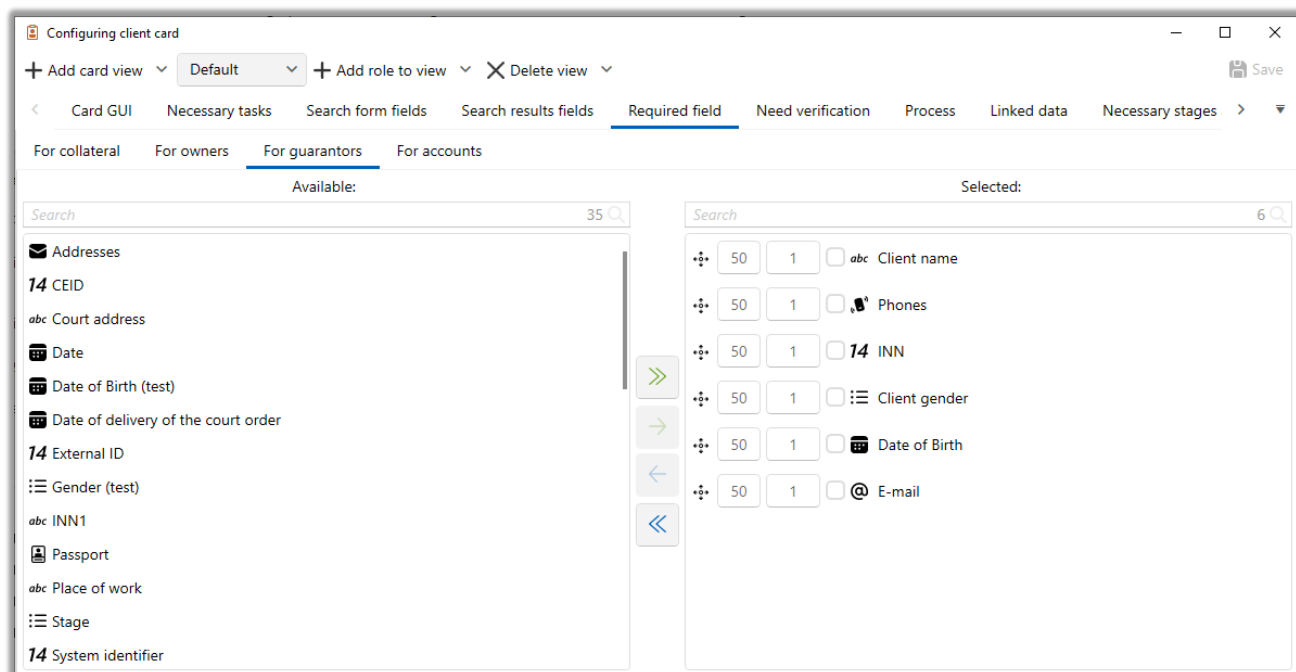 Configuring client card
Add card view Default Add role to view Delete view Save
Card GUI Necessary tasks Search form fields Search results fields Required field Need verification Process Linked data Necessary stages
For collateral For owners For guarantors For accounts
Available:
Search 35
Addresses
14 CEID
abc Court address
Date
Date of Birth (test)
Date of delivery of the court order
14 External ID
Gender (test)
abc INN1
Passport
abc Place of work
Stage
14 System identifier
Selected:
Search 6
50 1 abc Client name
50 1 Phones
50 1 14 INN
50 1 Client gender
50 1 Date of Birth
50 1 @ E-mail